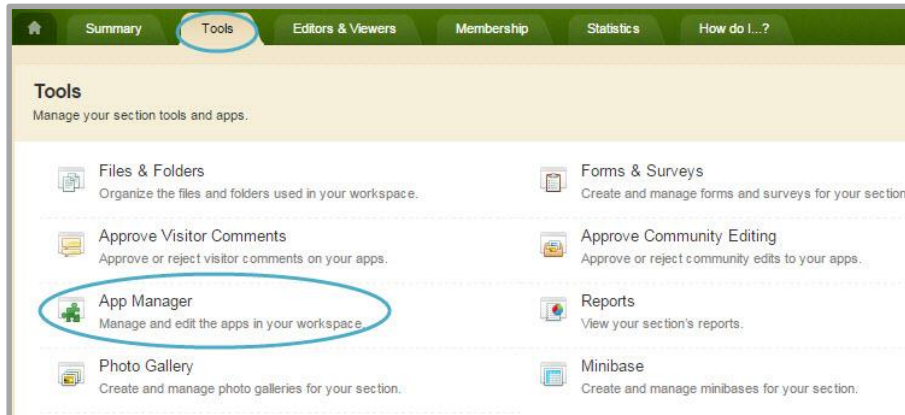 Summary Tools Editors & Viewers Membership Statistics How do I...?
Tools
Manage your section tools and apps.
Files & Folders
Organize the files and folders used in your workspace.
Forms & Surveys
Create and manage forms and surveys for your section
Approve Visitor Comments
Approve or reject visitor comments on your apps.
Approve Community Editing
Approve or reject community edits to your apps.
App Manager
Manage and edit the apps in your workspace.
Reports
View your section's reports.
Photo Gallery
Create and manage photo galleries for your section.
Minibase
Create and manage minibases for your section.